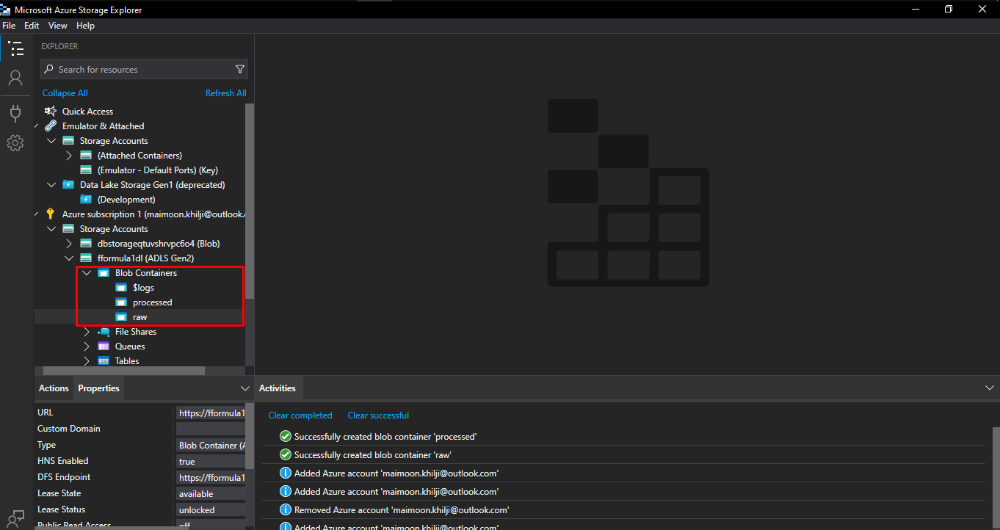 Microsoft Azure Storage Explorer
File Edit View Help
EXPLORER
Search for resources
Collapse All Refresh All
Quick Access
Emulator & Attached
Storage Accounts
(Attached Containers)
(Emulator - Default Ports) (Key)
Data Lake Storage Gen1 (deprecated)
(Development)
Azure subscription 1 (maimoon.khilji@outlook.
Storage Accounts
dbstorageqtuvshrvpc6o4 (Blob)
fformula1dl (ADLS Gen2)
Blob Containers
$logs
processed
raw
File Shares
Queues
Tables
Actions Properties
URL https://fformula1
Custom Domain
Type Blob Container (A
HNS Enabled true
DFS Endpoint https://fformula1
Lease State available
Lease Status unlocked
Public Read Access off
Activities
Clear completed Clear successful
Successfully created blob container 'processed'
Successfully created blob container 'raw'
Added Azure account 'maimoon.khilji@outlook.com'
Added Azure account 'maimoon.khilji@outlook.com'
Removed Azure account 'maimoon.khilji@outlook.com'
Added Azure account 'maimoon.khilji@outlook.com'